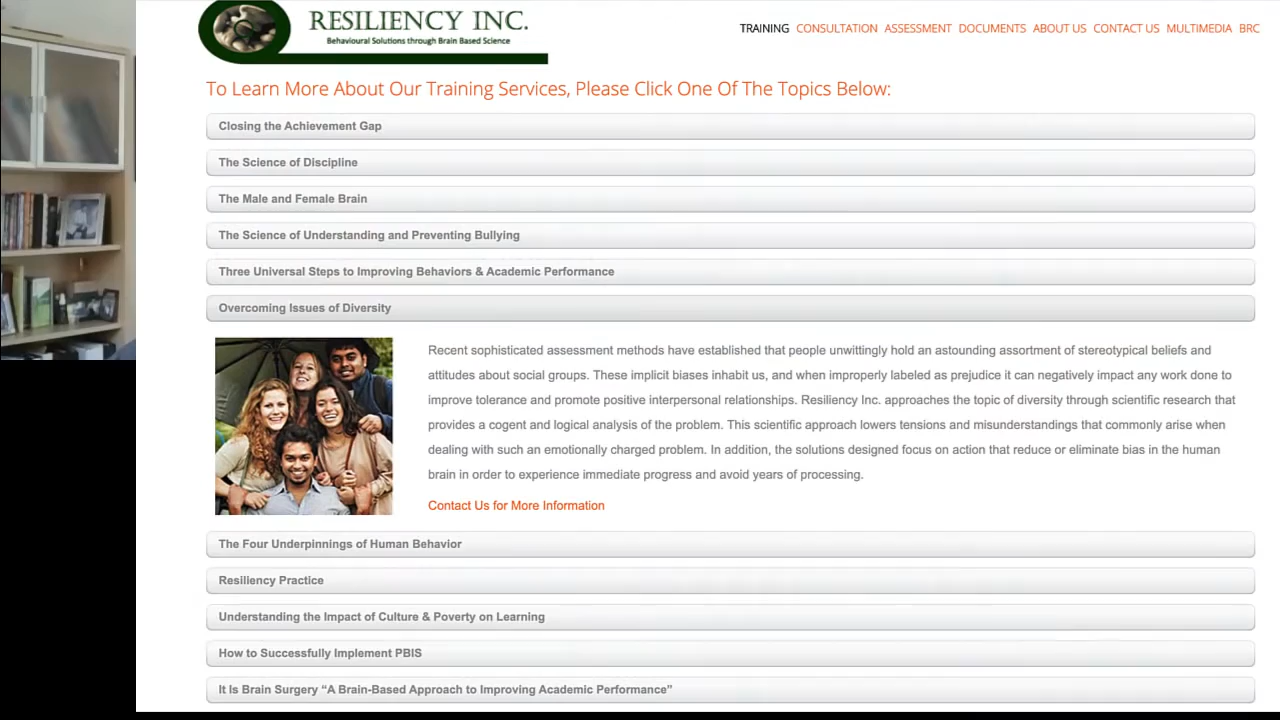 RESILIENCY INC.
Behavioural Solutions through Brain Based Science
TRAINING CONSULTATION ASSESSMENT DOCUMENTS ABOUT US CONTACT US MULTIMEDIA BRC
To Learn More About Our Training Services, Please Click One Of The Topics Below:
Closing the Achievement Gap
The Science of Discipline
The Male and Female Brain
The Science of Understanding and Preventing Bullying
Three Universal Steps to Improving Behaviors & Academic Performance
Overcoming Issues of Diversity
Recent sophisticated assessment methods have established that people unwittingly hold an astounding assortment of stereotypical beliefs and
attitudes about social groups. These implicit biases inhabit us, and when improperly labeled as prejudice it can negatively impact any work done to
improve tolerance and promote positive interpersonal relationships. Resiliency Inc. approaches the topic of diversity through scientific research that
provides a cogent and logical analysis of the problem. This scientific approach lowers tensions and misunderstandings that commonly arise when
dealing with such an emotionally charged problem. In addition, the solutions designed focus on action that reduce or eliminate bias in the human
brain in order to experience immediate progress and avoid years of processing.
Contact Us for More Information
The Four Underpinnings of Human Behavior
Resiliency Practice
Understanding the Impact of Culture & Poverty on Learning
How to Successfully Implement PBIS
It Is Brain Surgery “A Brain-Based Approach to Improving Academic Performance”